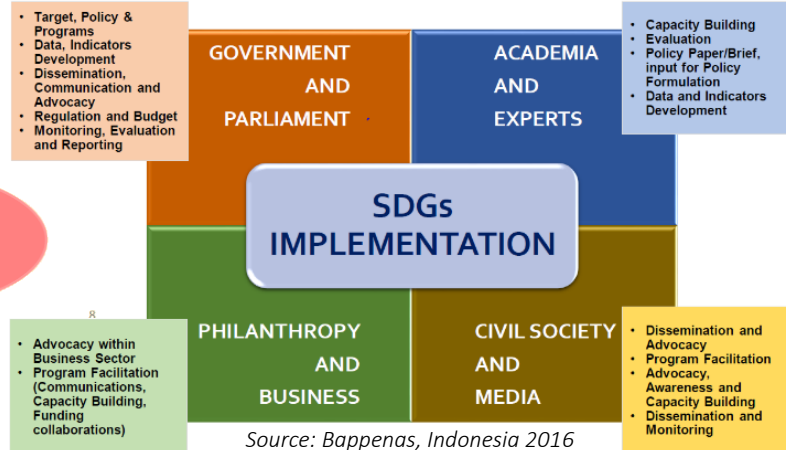 • Target, Policy &
Programs
• Data, Indicators
Development
• Dissemination,
Communication and
Advocacy
• Regulation and Budget
• Monitoring, Evaluation
and Reporting
GOVERNMENT
AND
PARLIAMENT
ACADEMIA
AND
EXPERTS
• Capacity Building
• Evaluation
• Policy Paper/Brief,
input for Policy
Formulation
• Data and Indicators
Development
SDGs
IMPLEMENTATION
8
• Advocacy within
Business Sector
• Program Facilitation
(Communications,
Capacity Building,
Funding
collaborations)
PHILANTHROPY
AND
BUSINESS
CIVIL SOCIETY
AND
MEDIA
• Dissemination and
Advocacy
• Program Facilitation
• Advocacy,
Awareness and
Capacity Building
• Dissemination and
Monitoring
Source: Bappenas, Indonesia 2016